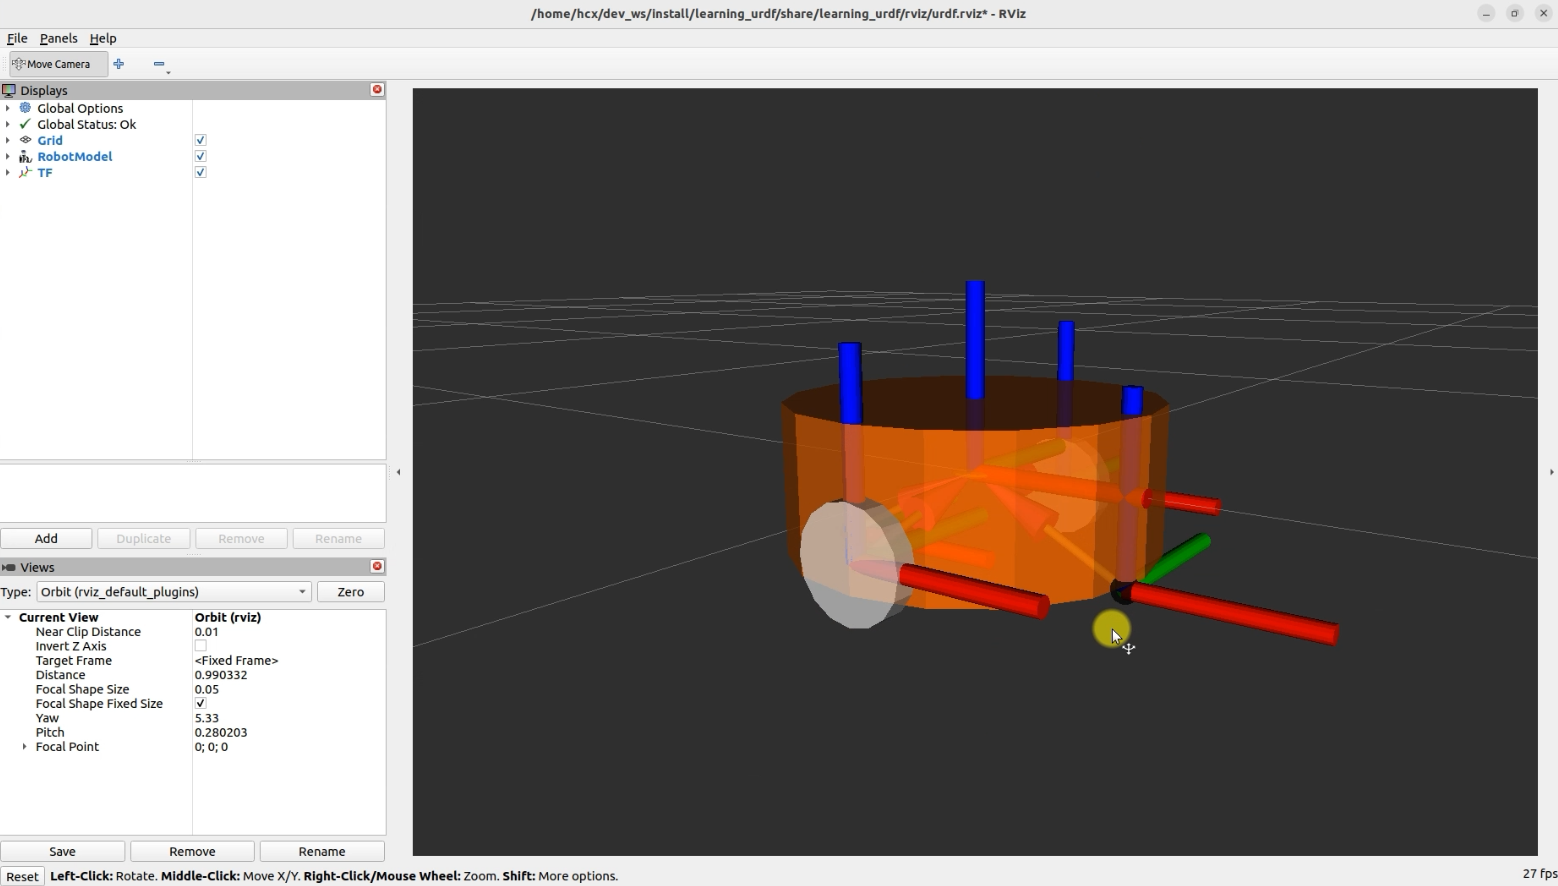 /home/hcx/dev_ws/install/learning_urdf/share/learning_urdf/rviz/urdf.rviz* - RViz
File Panels Help
Move Camera
Displays
Global Options
Global Status: Ok
Grid
RobotModel
TF
Add Duplicate Remove Rename
Views
Type: Orbit (rviz_default_plugins) Zero
Current View Orbit (rviz)
Near Clip Distance 0.01
Invert Z Axis
Target Frame <Fixed Frame>
Distance 0.990332
Focal Shape Size 0.05
Focal Shape Fixed Size
Yaw 5.33
Pitch 0.280203
Focal Point 0; 0; 0
Save Remove Rename
Reset Left-Click: Rotate. Middle-Click: Move X/Y. Right-Click/Mouse Wheel: Zoom. Shift: More options. 27 fps